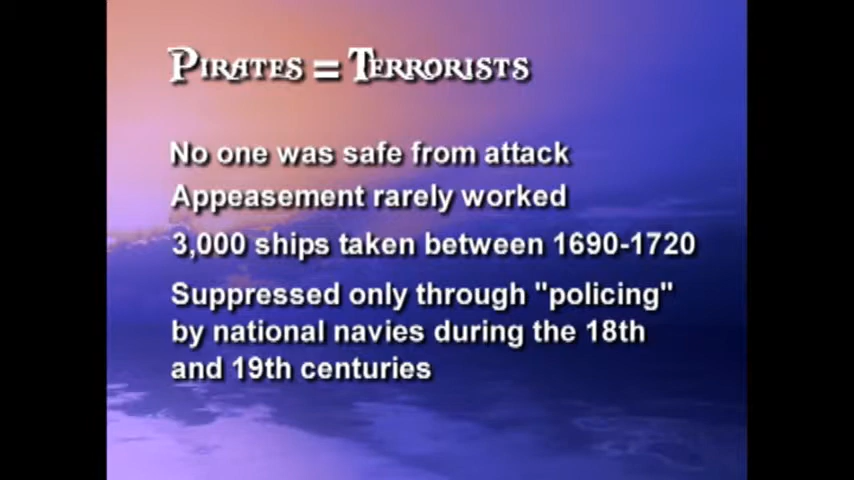 Pirates = Terrorists
No one was safe from attack
Appeasement rarely worked
3,000 ships taken between 1690-1720
Suppressed only through "policing"
by national navies during the 18th
and 19th centuries